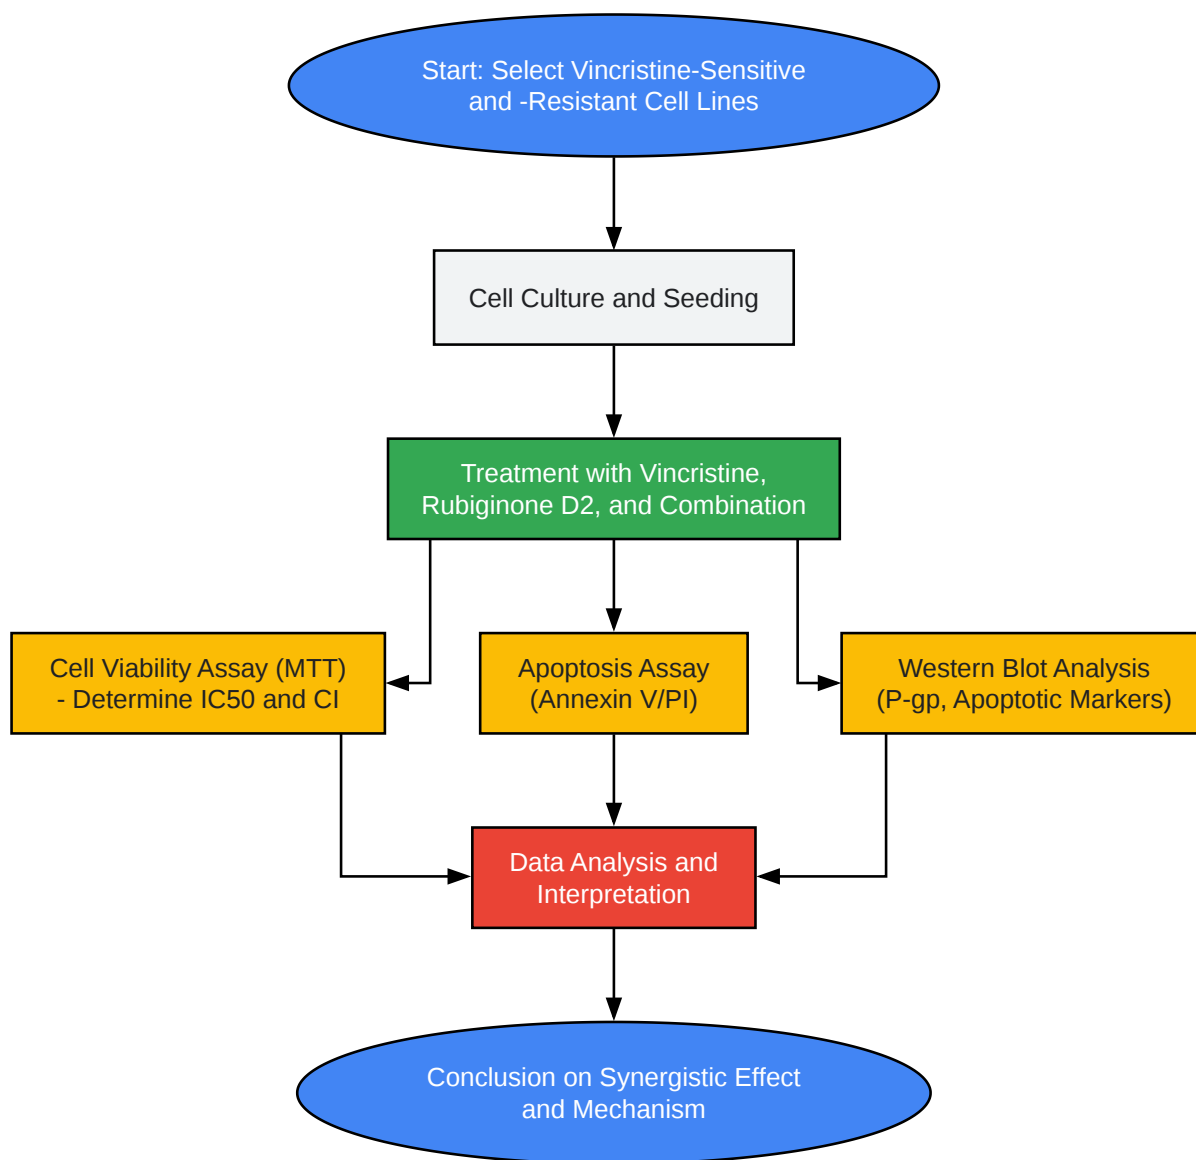 Start: Select Vincristine-Sensitive
and -Resistant Cell Lines
Cell Culture and Seeding
Treatment with Vincristine,
Rubiginone D2, and Combination
Cell Viability Assay (MTT)
- Determine IC50 and CI
Apoptosis Assay
(Annexin V/PI)
Western Blot Analysis
(P-gp, Apoptotic Markers)
Data Analysis and
Interpretation
Conclusion on Synergistic Effect
and Mechanism